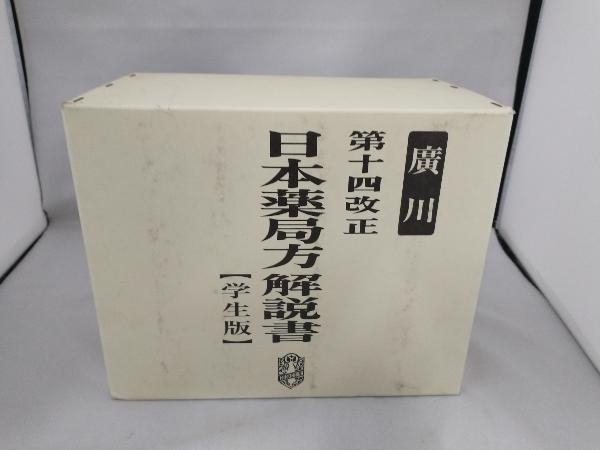 廣川
第十四改正
日本薬局方解説書
【学生版】